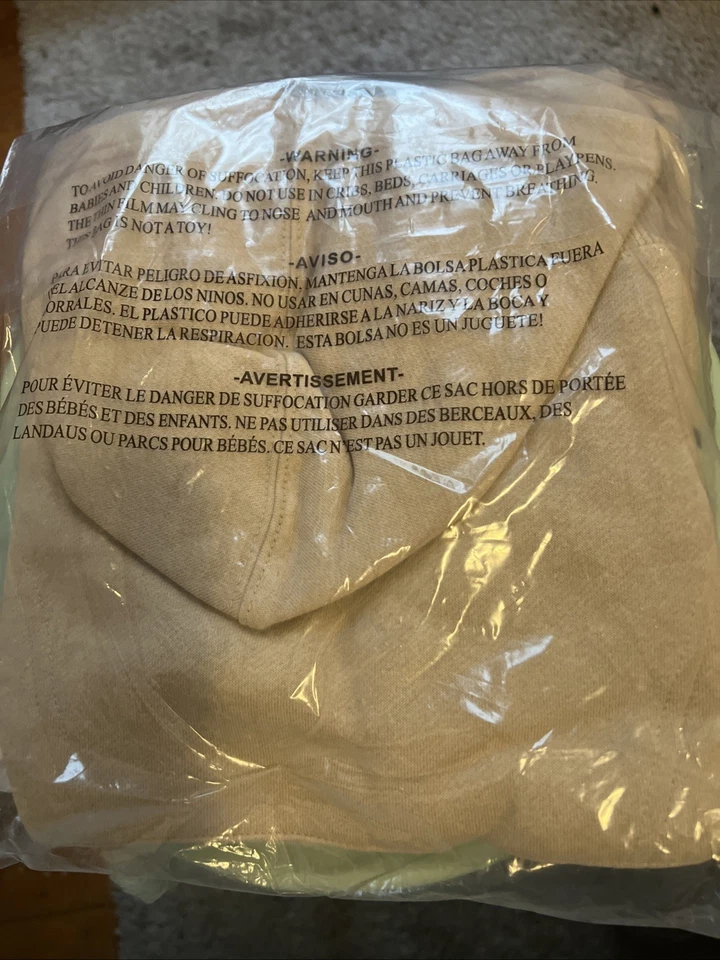 -WARNING-
TO AVOID DANGER OF SUFFOCATION, KEEP THIS PLASTIC BAG AWAY FROM
BABIES AND CHILDREN. DO NOT USE IN CRIBS, BEDS, CARRIAGES OR PLAYPENS.
THE THIN FILM MAY CLING TO NOSE AND MOUTH AND PREVENT BREATHING.
THIS BAG IS NOT A TOY!
-AVISO-
PARA EVITAR PELIGRO DE ASFIXION, MANTENGA LA BOLSA PLASTICA FUERA
EL ALCANZE DE LOS NINOS. NO USAR EN CUNAS, CAMAS, COCHES O
ORRALES. EL PLASTICO PUEDE ADHERIRSE A LA NARIZ Y LA BOCA Y
PUEDE DETENER LA RESPIRACION. ESTA BOLSA NO ES UN JUGUETE!
-AVERTISSEMENT-
POUR ÉVITER LE DANGER DE SUFFOCATION GARDER CE SAC HORS DE PORTÉE
DES BÉBÉS ET DES ENFANTS. NE PAS UTILISER DANS DES BERCEAUX, DES
LANDAUS OU PARCS POUR BÉBÉS. CE SAC N'EST PAS UN JOUET.